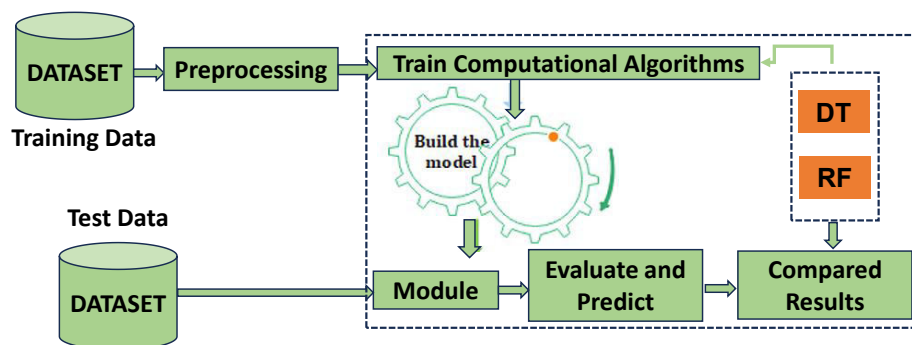 DATASET
Preprocessing
Train Computational Algorithms
Training Data
Build the
model
DT
RF
Test Data
DATASET
Module
Evaluate and
Predict
Compared
Results